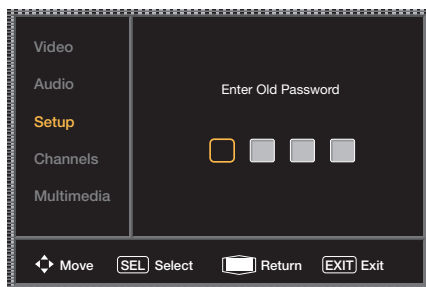 Video
Audio
Setup
Channels
Multimedia
Enter Old Password
Move SEL Select Return EXIT Exit